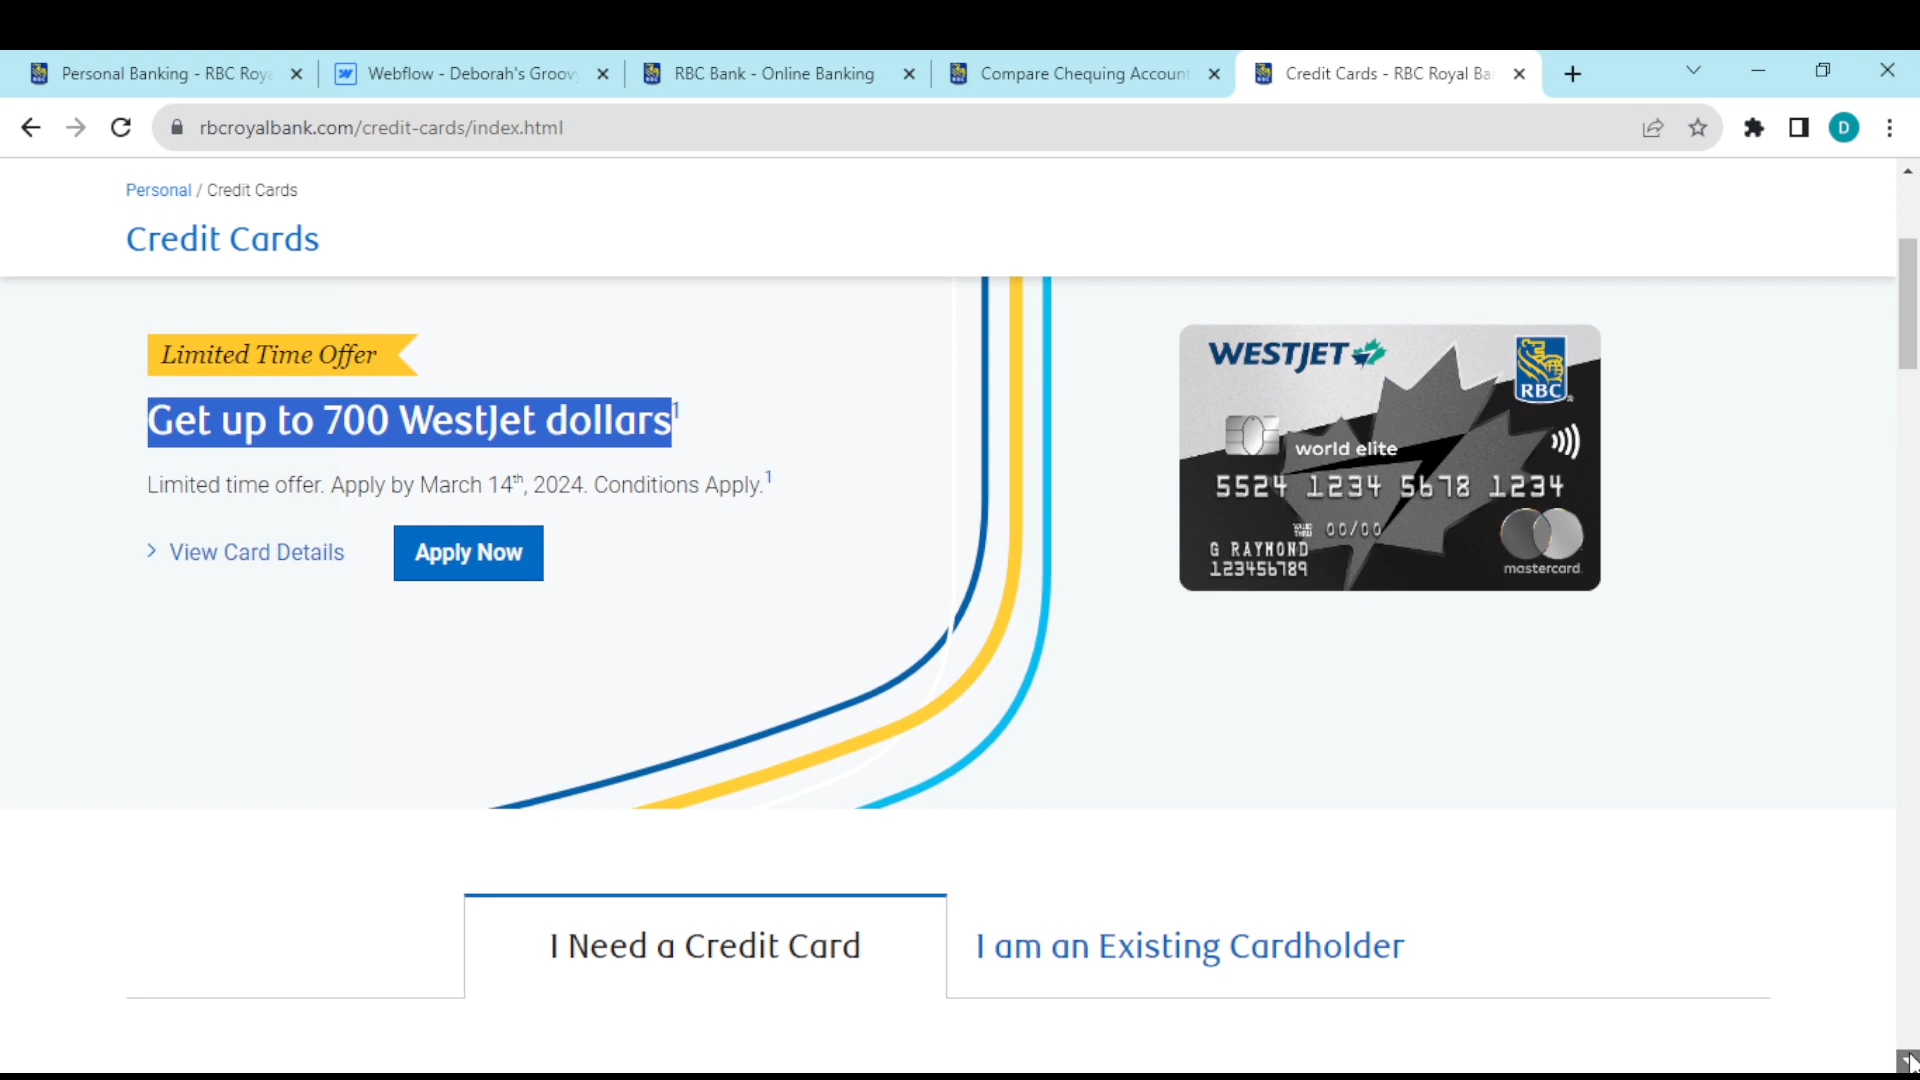 Personal Banking - RBC Roya
Webflow - Deborah's Groov
RBC Bank - Online Banking
Compare Chequing Account
Credit Cards - RBC Royal Ba
rbcroyalbank.com/credit-cards/index.html
D
Personal / Credit Cards
Credit Cards
Limited Time Offer
Get up to 700 WestJet dollars1
Limited time offer. Apply by March 14th, 2024. Conditions Apply.1
View Card Details
Apply Now
WESTJET
RBC
world elite
5524 1234 5678 1234
VALID THRU 00/00
G RAYMOND
123456789
mastercard
I Need a Credit Card
I am an Existing Cardholder